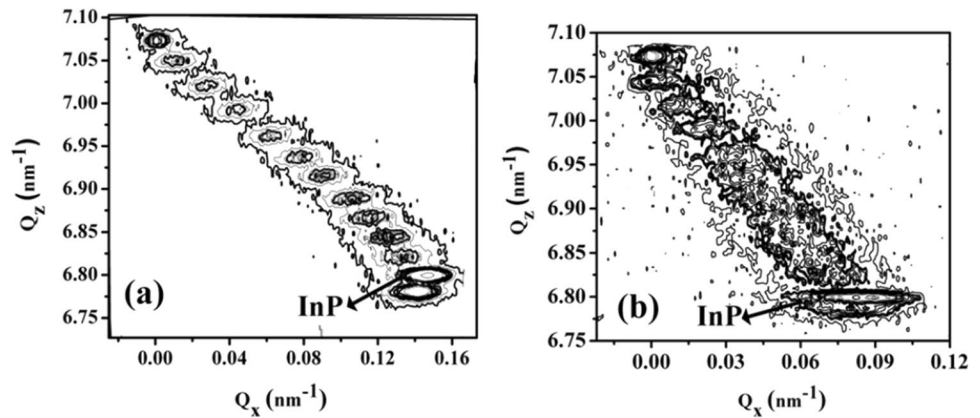 7.10
7.05
7.00
6.95
6.90
6.85
6.80
6.75
Qz (nm-1)
(a)
InP
0.00 0.04 0.08 0.12 0.16
Qx (nm-1)
7.10
7.05
7.00
6.95
6.90
6.85
6.80
6.75
Qz (nm-1)
(b)
InP
0.00 0.03 0.06 0.09 0.12
Qx (nm-1)